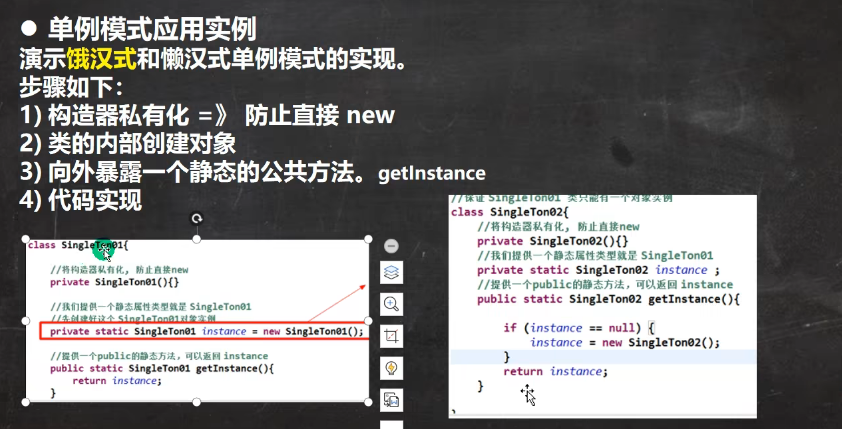 ● 单例模式应用实例
演示饿汉式和懒汉式单例模式的实现。
步骤如下：
1) 构造器私有化 =》 防止直接 new
2) 类的内部创建对象
3) 向外暴露一个静态的公共方法。getInstance
4) 代码实现
class SingleTon01{
//将构造器私有化, 防止直接new
private SingleTon01(){}
//我们提供一个静态属性类型就是 SingleTon01
//先创建好这个 SingleTon01对象实例
private static SingleTon01 instance = new SingleTon01();
//提供一个public的静态方法, 可以返回 instance
public static SingleTon01 getInstance(){
return instance;
}
//保证 SingleTon01 类只能有一个对象实例
class SingleTon02{
//将构造器私有化, 防止直接new
private SingleTon02(){}
//我们提供一个静态属性类型就是 SingleTon01
private static SingleTon02 instance ;
//提供一个public的静态方法, 可以返回 instance
public static SingleTon02 getInstance(){
if (instance == null) {
instance = new SingleTon02();
}
return instance;
}